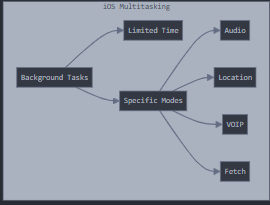 iOS Multitasking
Limited Time
Audio
Background Tasks
Location
Specific Modes
VOIP
Fetch